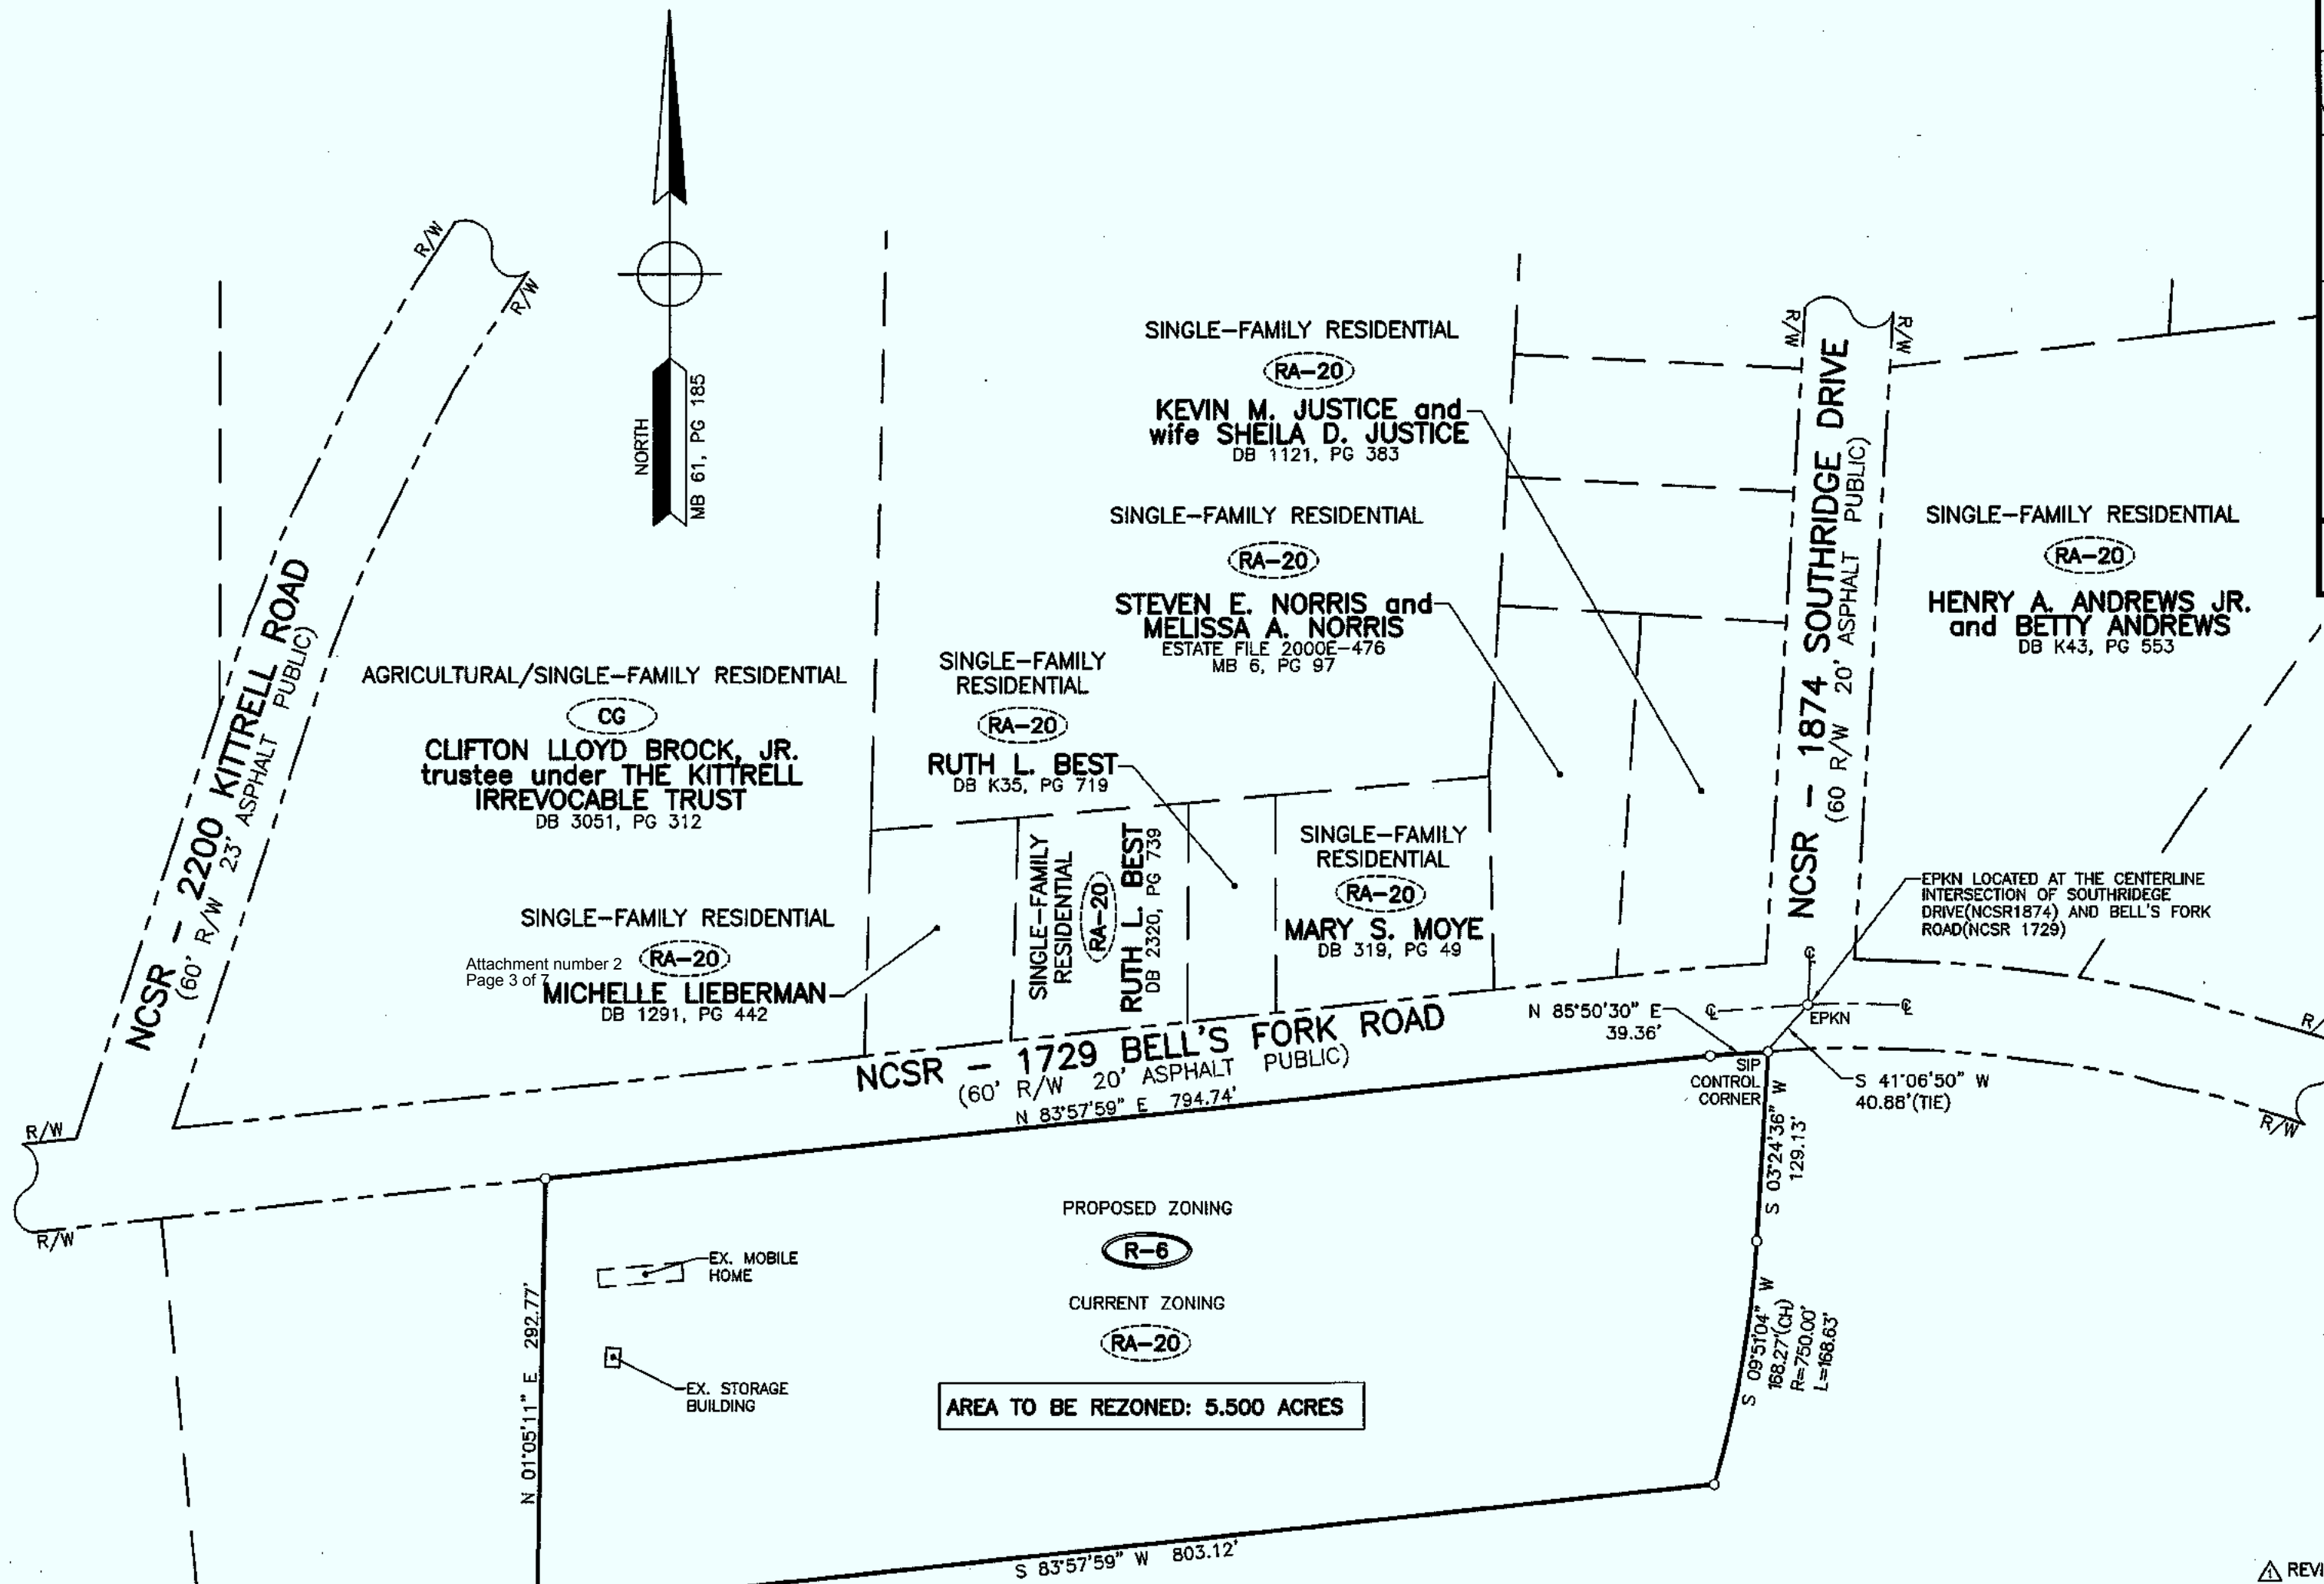 R/W
R/W
NORTH
MB 61, PG 185
NCSR - 2200 KITTRELL ROAD
(60' R/W 23' ASPHALT PUBLIC)
AGRICULTURAL/SINGLE-FAMILY RESIDENTIAL
CG
CLIFTON LLOYD BROCK, JR.
trustee under THE KITTRELL
IRREVOCABLE TRUST
DB 3051, PG 312
SINGLE-FAMILY RESIDENTIAL
RA-20
KEVIN M. JUSTICE and
wife SHEILA D. JUSTICE
DB 1121, PG 383
SINGLE-FAMILY RESIDENTIAL
RA-20
STEVEN E. NORRIS and
MELISSA A. NORRIS
ESTATE FILE 2000E-476
MB 6, PG 97
R/W
R/W
NCSR - 1874 SOUTHRIDGE DRIVE
(60 R/W 20' ASPHALT PUBLIC)
SINGLE-FAMILY RESIDENTIAL
RA-20
HENRY A. ANDREWS JR.
and BETTY ANDREWS
DB K43, PG 553
SINGLE-FAMILY
RESIDENTIAL
RA-20
RUTH L. BEST
DB K35, PG 719
SINGLE-FAMILY
RESIDENTIAL
RA-20
RUTH L. BEST
DB 2320, PG 739
SINGLE-FAMILY
RESIDENTIAL
RA-20
MARY S. MOYE
DB 319, PG 49
SINGLE-FAMILY RESIDENTIAL
RA-20
Attachment number 2
Page 3 of 7
MICHELLE LIEBERMAN
DB 1291, PG 442
EPKN LOCATED AT THE CENTERLINE
INTERSECTION OF SOUTHRIDEGE
DRIVE(NCSR1874) AND BELL'S FORK
ROAD(NCSR 1729)
℄
℄
℄
EPKN
N 85°50'30" E
39.36'
NCSR - 1729 BELL'S FORK ROAD
(60' R/W 20' ASPHALT PUBLIC)
N 83°57'59" E 794.74'
SIP
CONTROL
CORNER
S 41°06'50" W
40.88'(TIE)
R/W
R/W
R/W
S 03°24'36" W
129.13'
S 09°51'04" W
168.27'(CH)
R=750.00'
L=168.63'
PROPOSED ZONING
R-6
CURRENT ZONING
RA-20
AREA TO BE REZONED: 5.500 ACRES
EX. MOBILE
HOME
EX. STORAGE
BUILDING
N 01°05'11" E 292.77'
S 83°57'59" W 803.12'
1 REVI